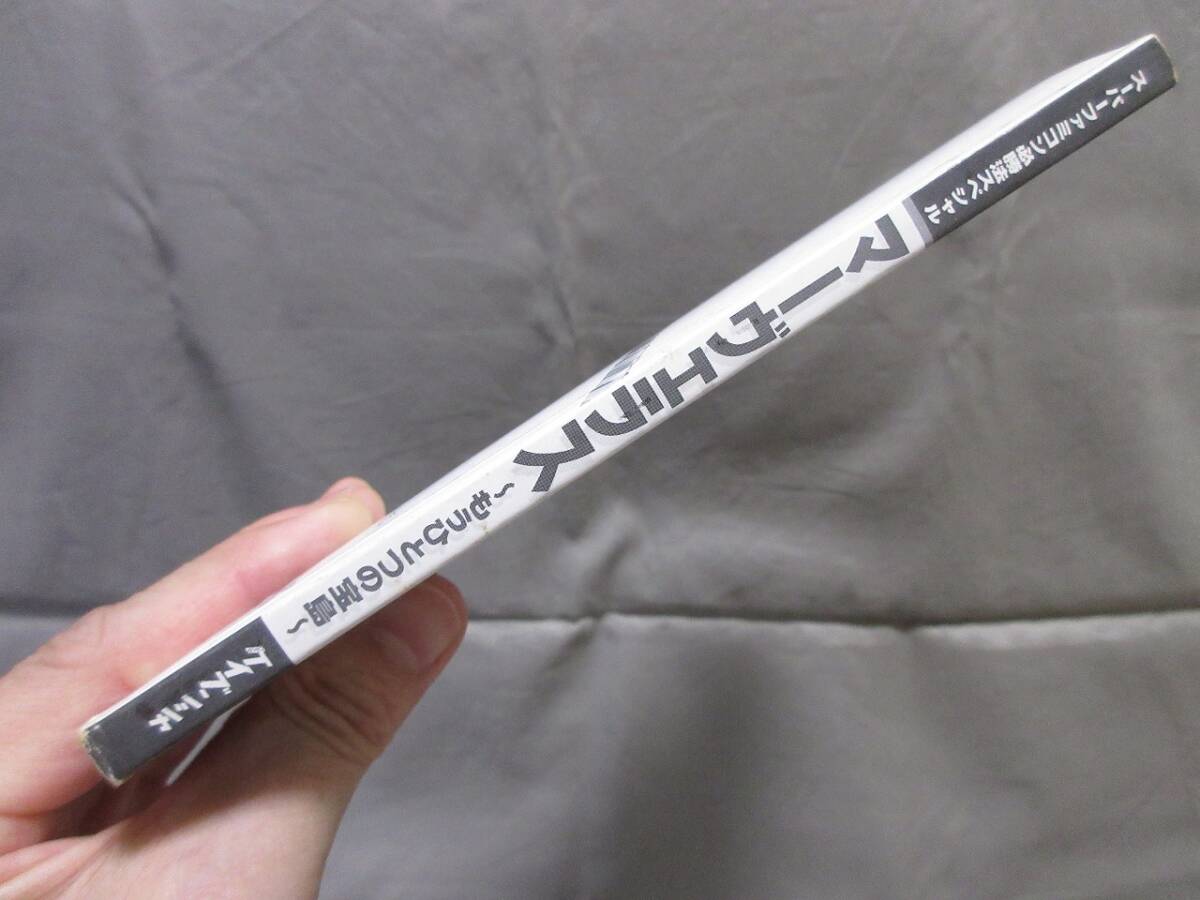 スーパーファミコン必勝法スペシャル
マーヴェラス
～もうひとつの宝島～
ケイブンシャ